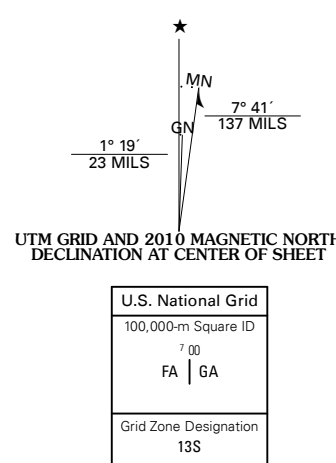 ★
MN
7° 41´
137 MILS
GN
1° 19´
23 MILS
UTM GRID AND 2010 MAGNETIC NORTH
DECLINATION AT CENTER OF SHEET
U.S. National Grid
100,000-m Square ID
7 00
FA | GA
Grid Zone Designation
13S